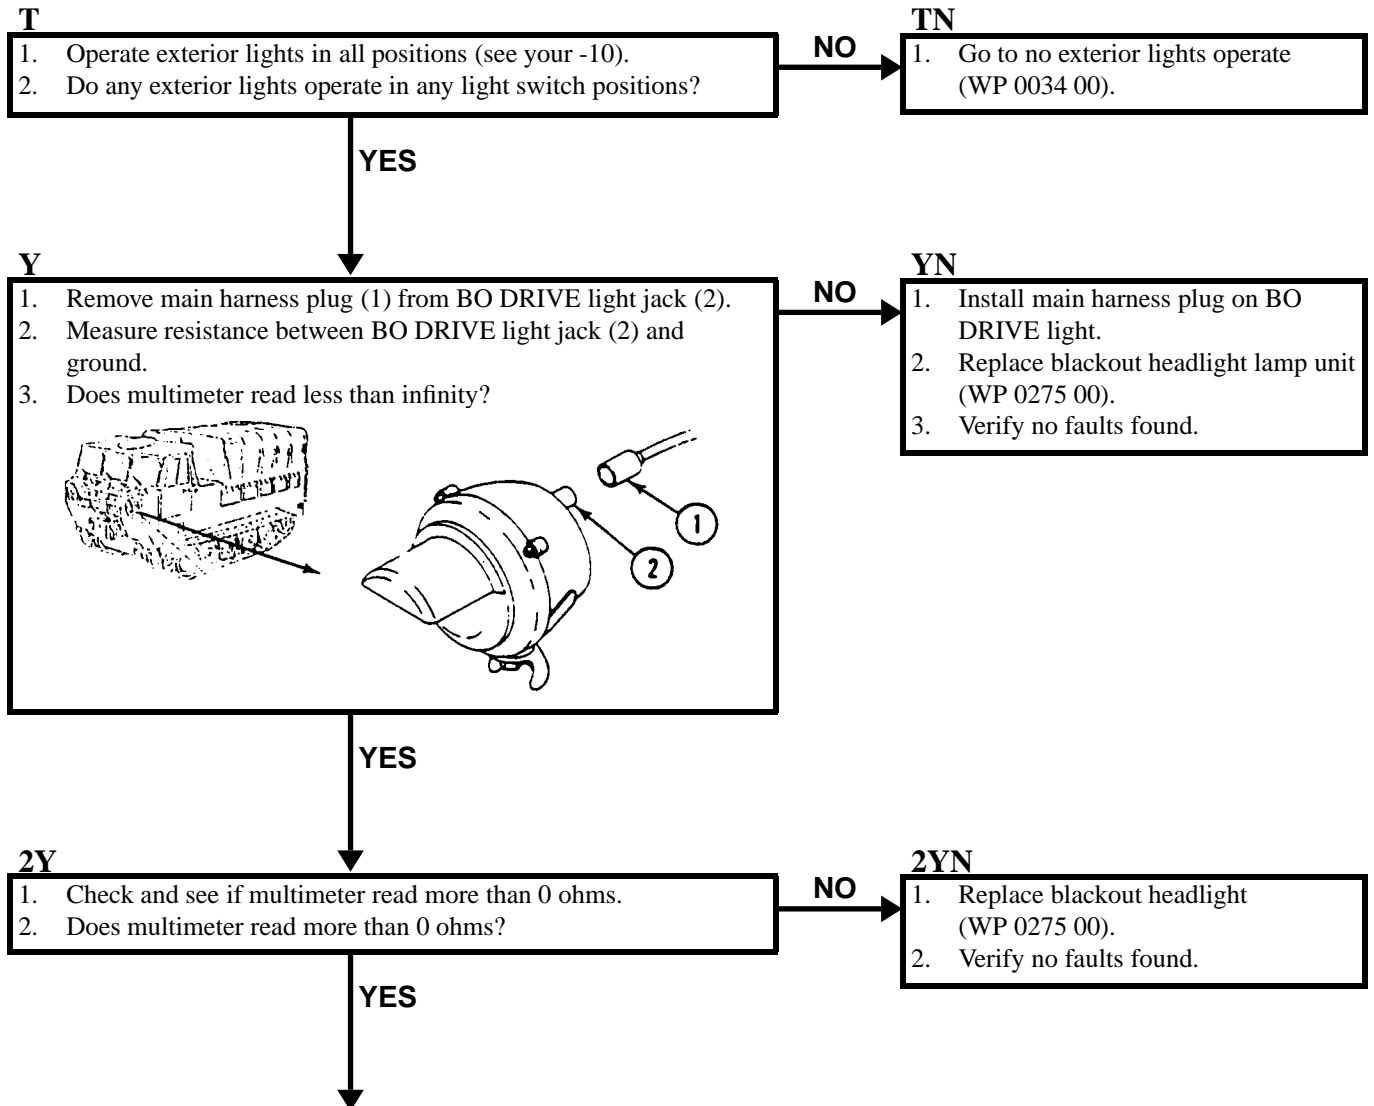 T
1. Operate exterior lights in all positions (see your -10).
2. Do any exterior lights operate in any light switch positions?
NO
TN
1. Go to no exterior lights operate
(WP 0034 00).
YES
Y
1. Remove main harness plug (1) from BO DRIVE light jack (2).
2. Measure resistance between BO DRIVE light jack (2) and
ground.
3. Does multimeter read less than infinity?
1
2
NO
YN
1. Install main harness plug on BO
DRIVE light.
2. Replace blackout headlight lamp unit
(WP 0275 00).
3. Verify no faults found.
YES
2Y
1. Check and see if multimeter read more than 0 ohms.
2. Does multimeter read more than 0 ohms?
NO
2YN
1. Replace blackout headlight
(WP 0275 00).
2. Verify no faults found.
YES